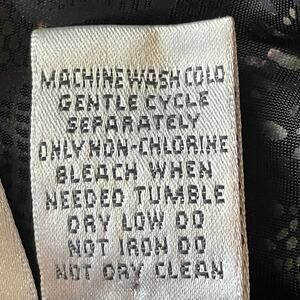 MACHINE WASH COLD
GENTLE CYCLE
SEPARATELY
ONLY NON-CHLORINE
BLEACH WHEN
NEEDED TUMBLE
DRY LOW DO
NOT IRON DO
NOT DRY CLEAN